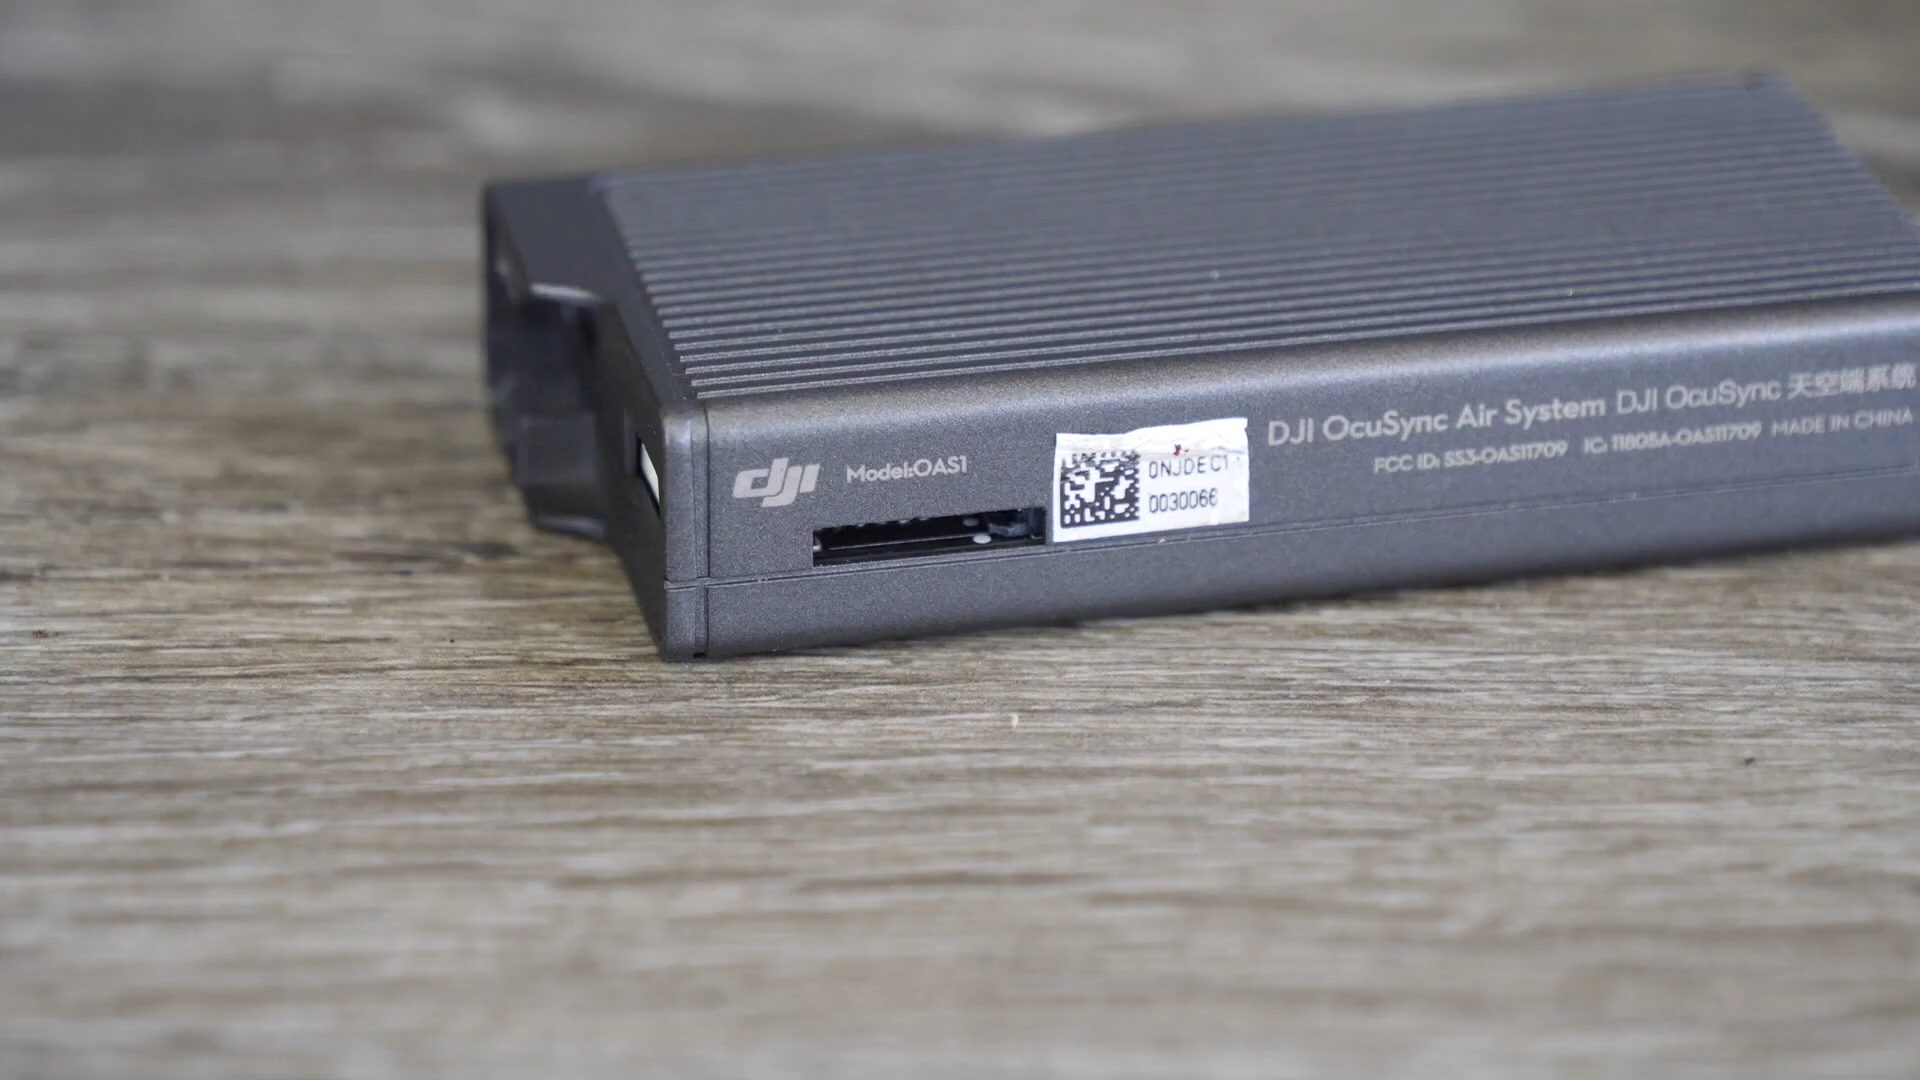 dji Model:OAS1
0NJDEC1
0030066
DJI OcuSync Air System DJI OcuSync 天空端系统
FCC ID: SS3-OAS11709 IC: 11805A-OAS11709 MADE IN CHINA